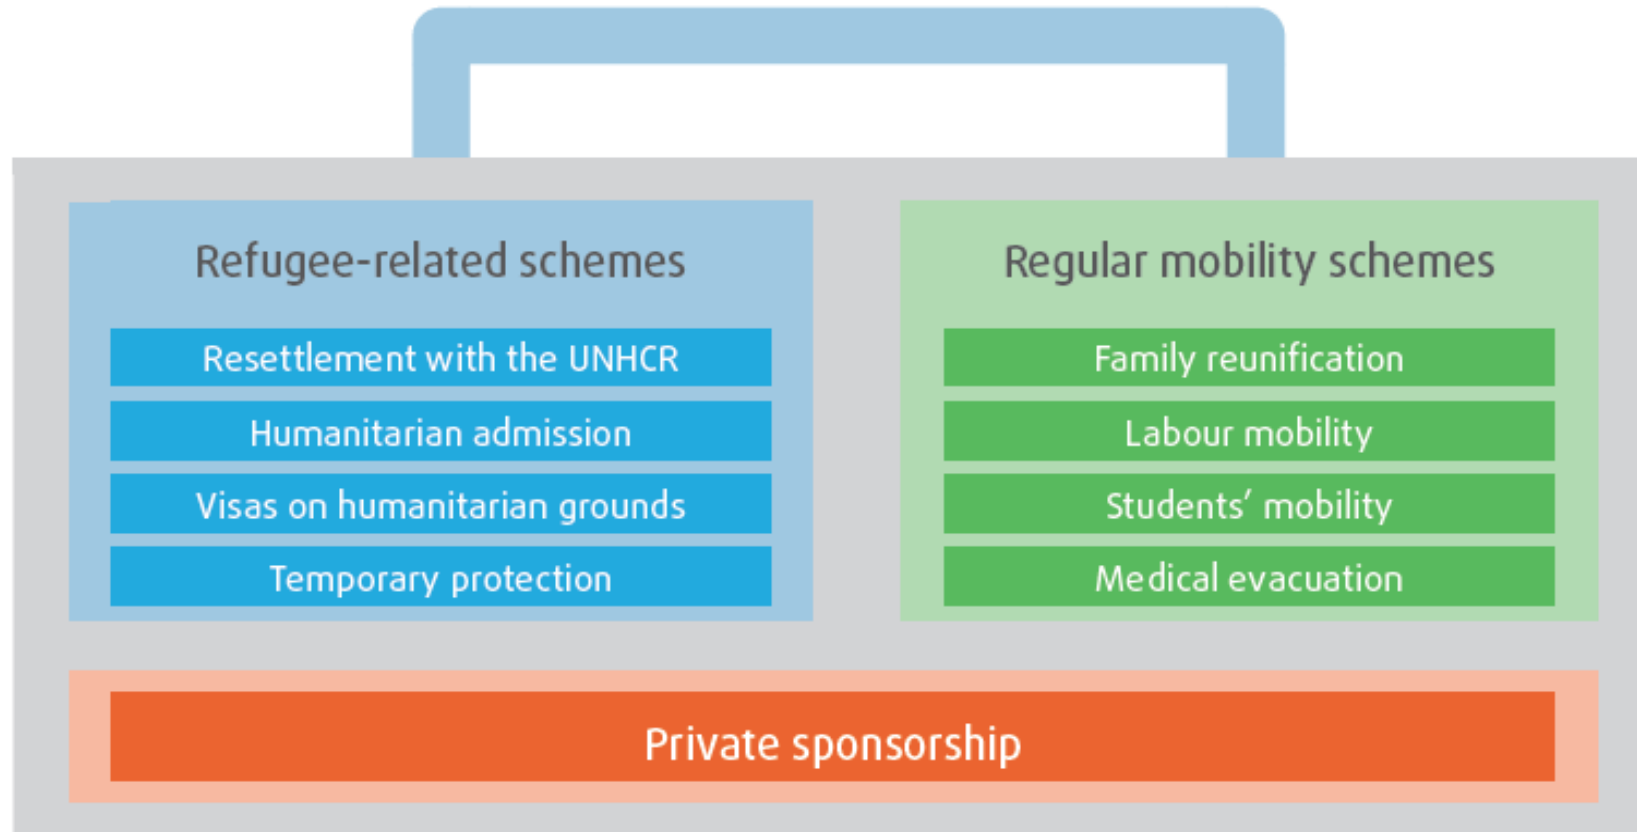 Refugee-related schemes
Resettlement with the UNHCR
Humanitarian admission
Visas on humanitarian grounds
Temporary protection
Regular mobility schemes
Family reunification
Labour mobility
Students’ mobility
Medical evacuation
Private sponsorship